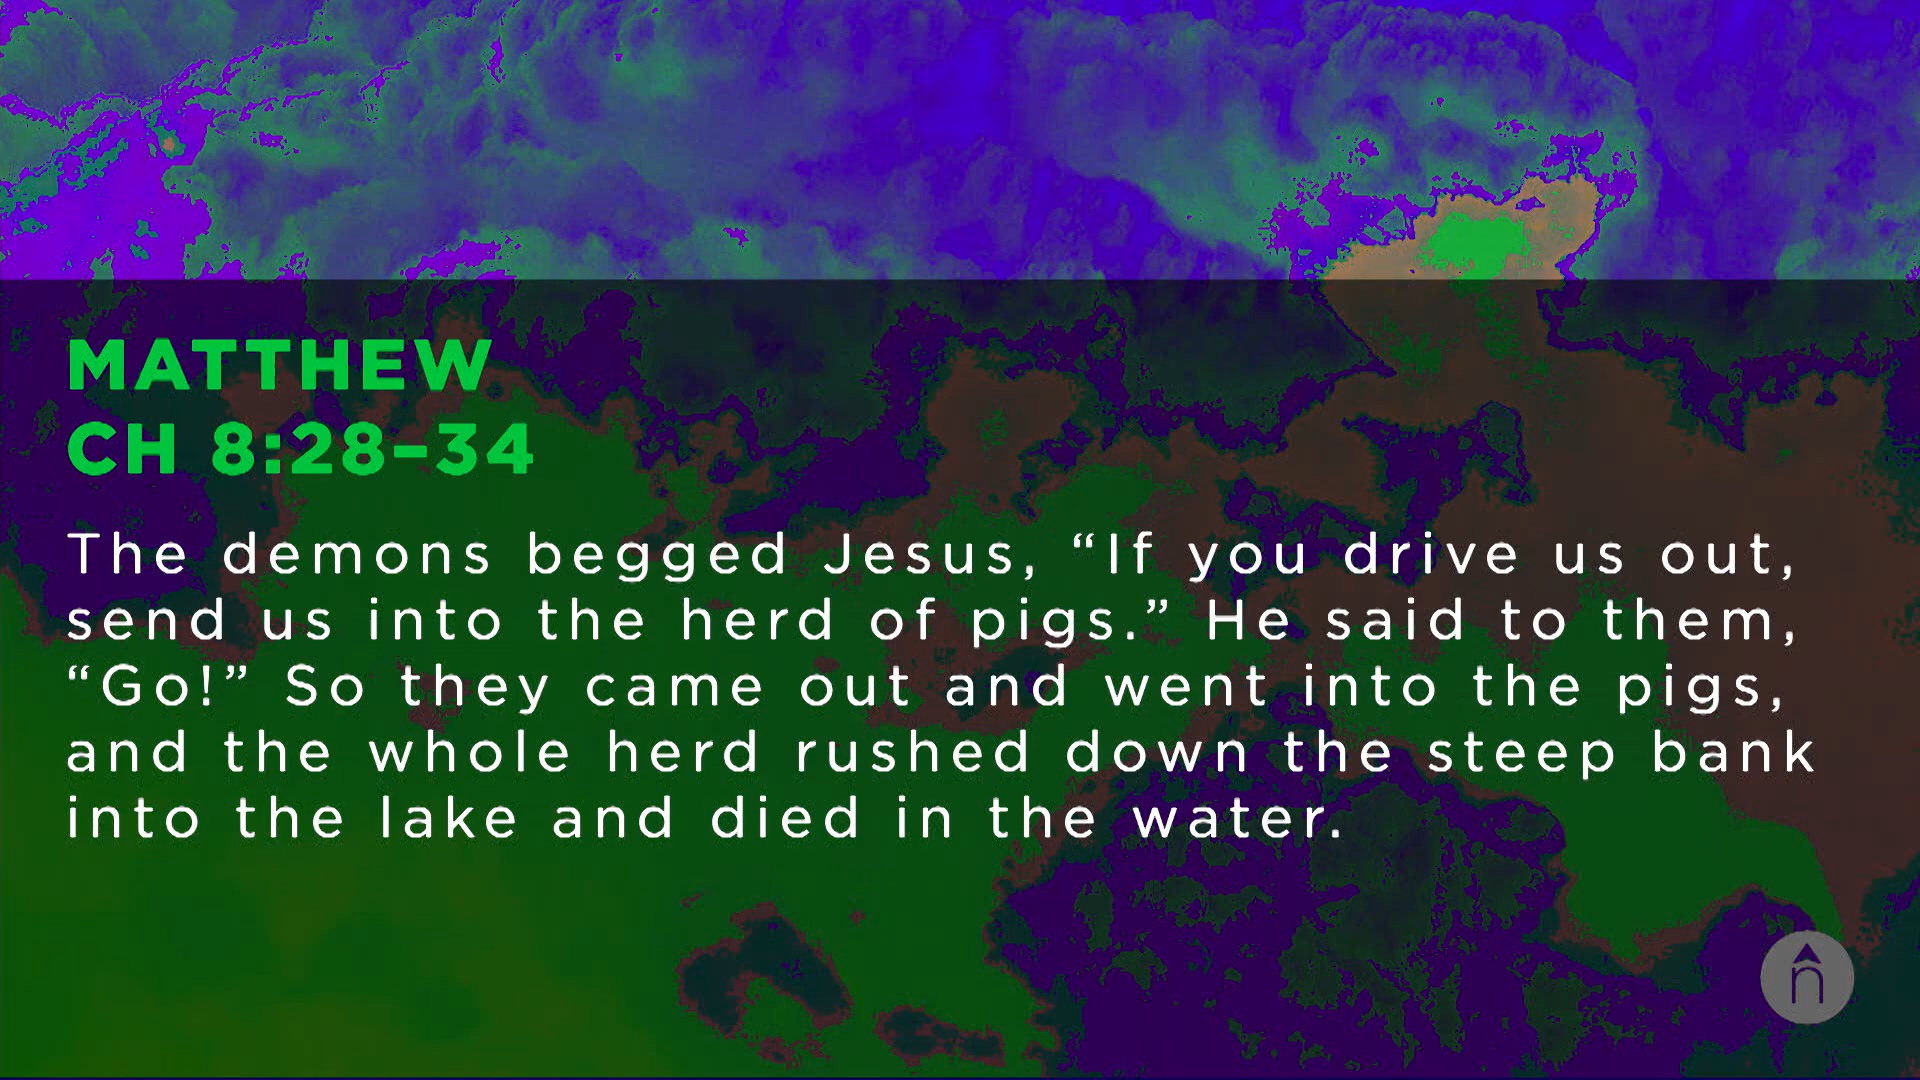 MATTHEW
CH 8:28–34
The demons begged Jesus, “If you drive us out,
send us into the herd of pigs.” He said to them,
“Go!” So they came out and went into the pigs,
and the whole herd rushed down the steep bank
into the lake and died in the water.
n